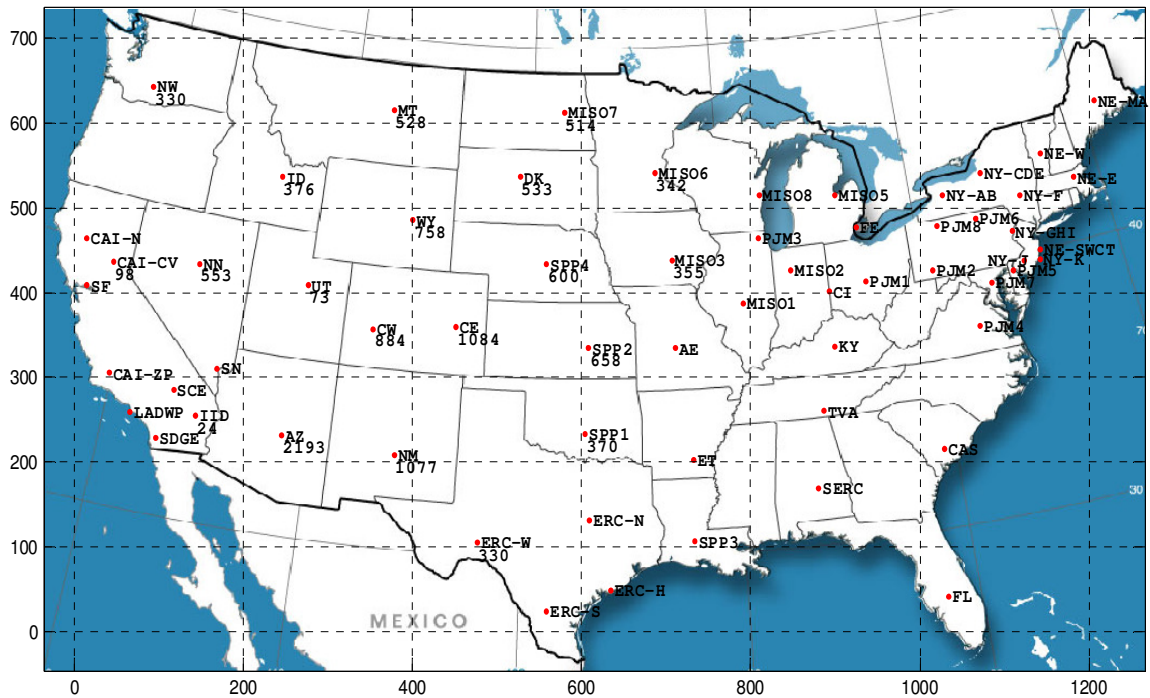 700
NW
330
MT
528
MISO7
514
NE-MA
600
NE-W
ID
376
DK
533
MISO6
342
NY-CDE
NE-E
MISO8
MISO5
NY-AB
NY-F
500
WY
758
FE
PJM8
PJM6
NY-GHI
40
CAI-N
PJM3
NE-SWCT
CAI-CV
98
NN
553
SPP4
600
MISO3
355
MISO2
PJM2
NY-J
NY-K
PJM5
400
SF
UT
73
CI
PJM1
PJM7
MISO1
CW
884
CE
1084
PJM4
70
SPP2
658
AE
KY
300
CAI-ZP
SN
SCE
LADWP
IID
24
TVA
SDGE
AZ
2193
SPP1
370
CAS
200
NM
1077
ET
SERC
30
ERC-N
100
ERC-W
330
SPP3
ERC-H
FL
MEXICO
ERC-S
0
0
200
400
600
800
1000
1200